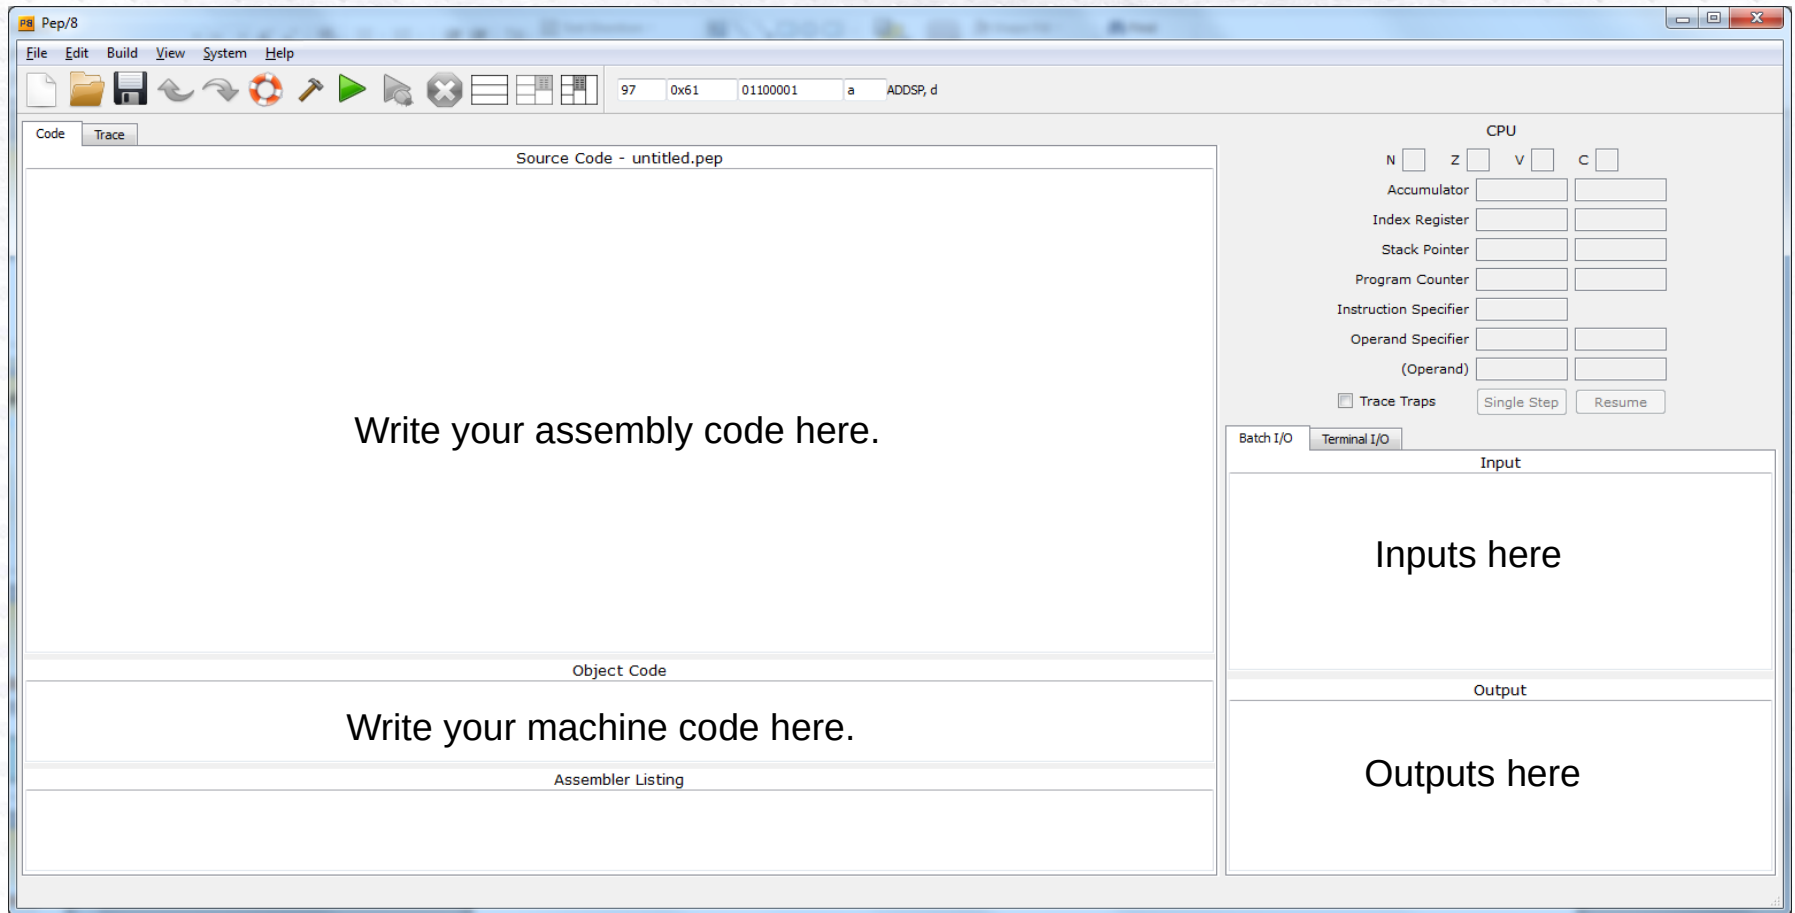 Pep/8
File Edit Build View System Help
97 0x61 01100001 a ADDSP, d
Code Trace
Source Code - untitled.pep
Write your assembly code here.
Object Code
Write your machine code here.
Assembler Listing
CPU
N Z V C
Accumulator
Index Register
Stack Pointer
Program Counter
Instruction Specifier
Operand Specifier
(Operand)
Trace Traps Single Step Resume
Batch I/O Terminal I/O
Input
Inputs here
Output
Outputs here